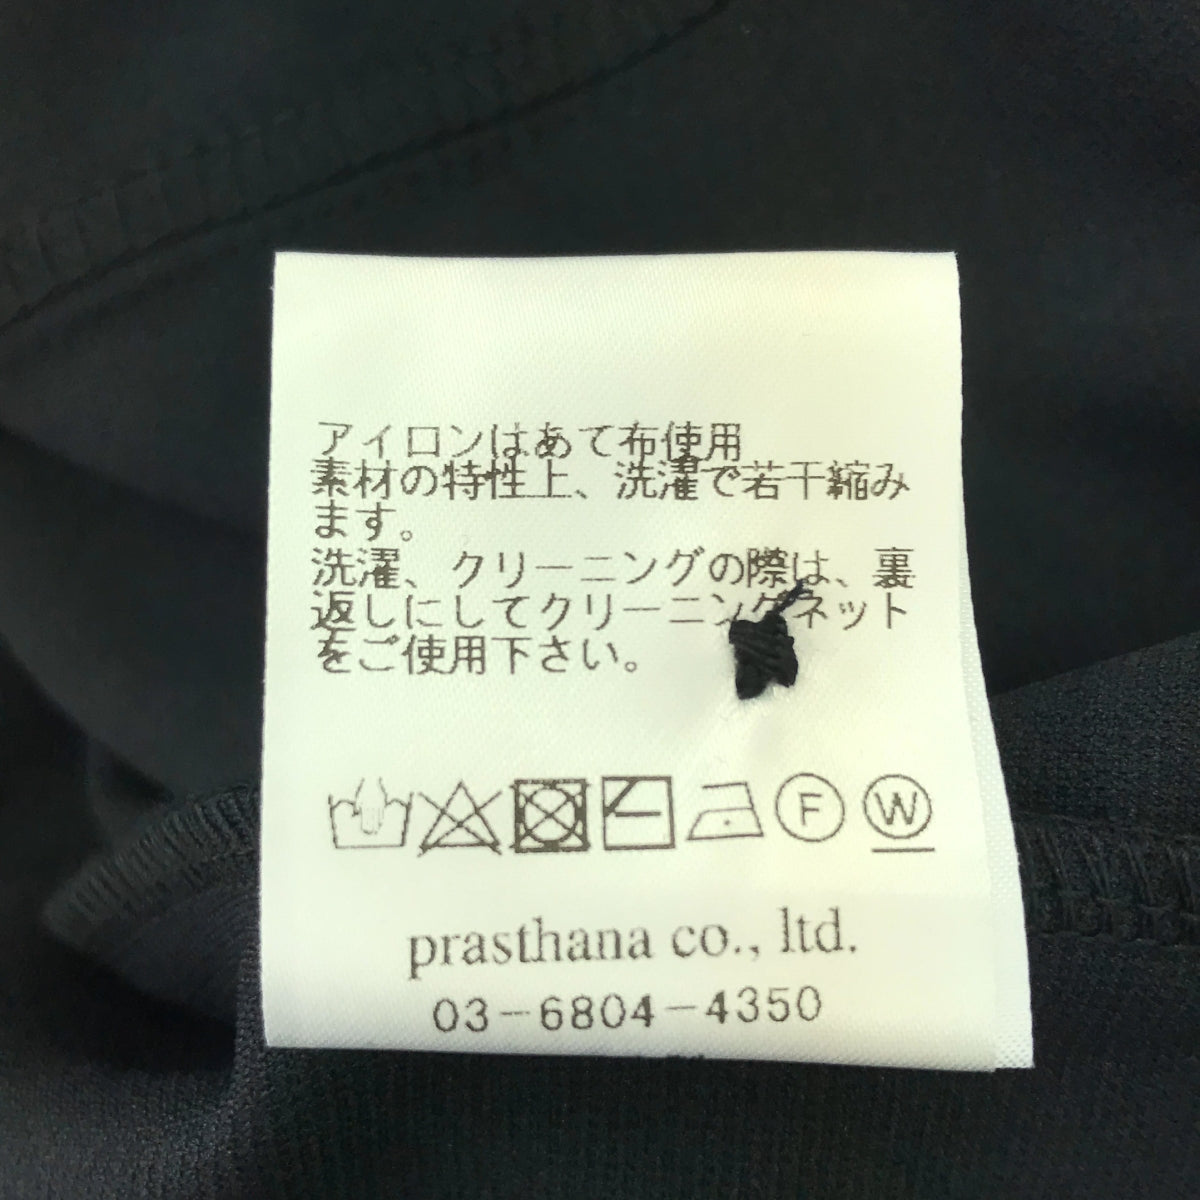 アイロンはあて布使用
素材の特性上、洗濯で若干縮み
ます。
洗濯、クリーニングの際は、裏
返しにしてクリーニングネット
をご使用下さい。
F W
prasthana co., ltd.
03-6804-4350